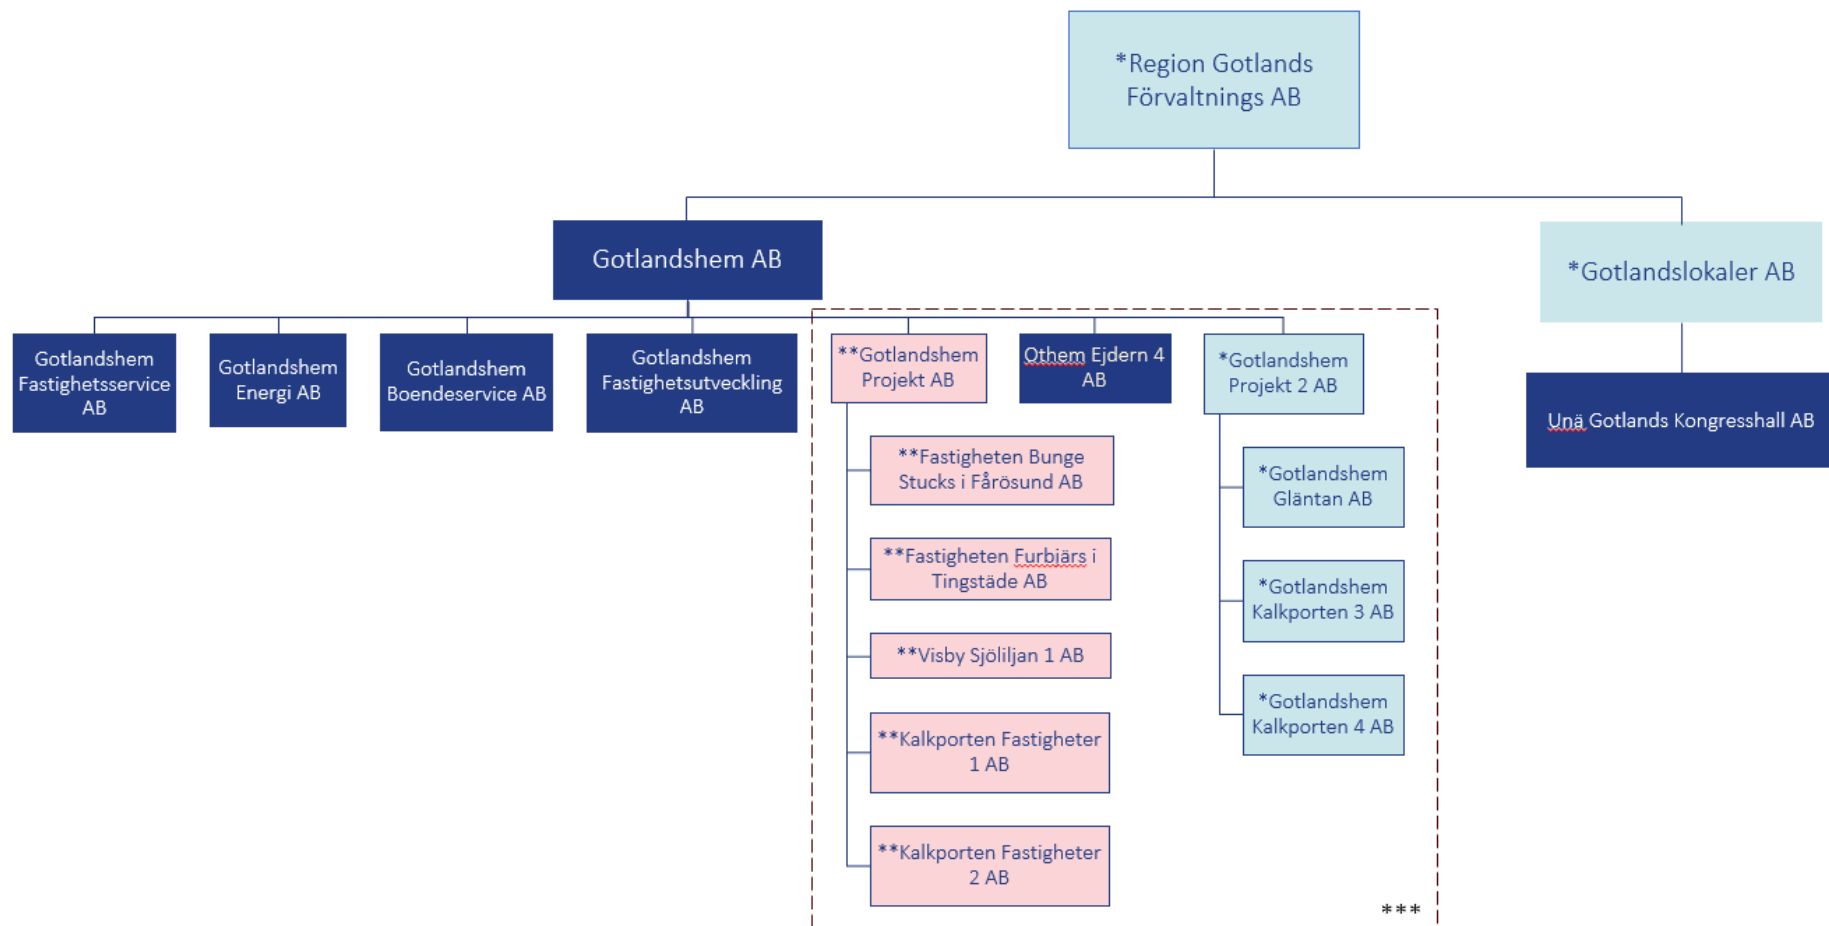 *Region Gotlands
Förvaltnings AB
Gotlandshem AB
*Gotlandslokaler AB
Gotlandshem
Fastighetsservice
AB
Gotlandshem
Energi AB
Gotlandshem
Boendeservice AB
Gotlandshem
Fastighetsutveckling
AB
**Gotlandshem
Projekt AB
Othem Ejdern 4
AB
*Gotlandshem
Projekt 2 AB
Unä Gotlands Kongresshall AB
**Fastigheten Bunge
Stucks i Fårösund AB
**Fastigheten Furbjärs i
Tingstäde AB
**Visby Sjöliljan 1 AB
**Kalkporten Fastigheter
1 AB
**Kalkporten Fastigheter
2 AB
*Gotlandshem
Gläntan AB
*Gotlandshem
Kalkporten 3 AB
*Gotlandshem
Kalkporten 4 AB
***